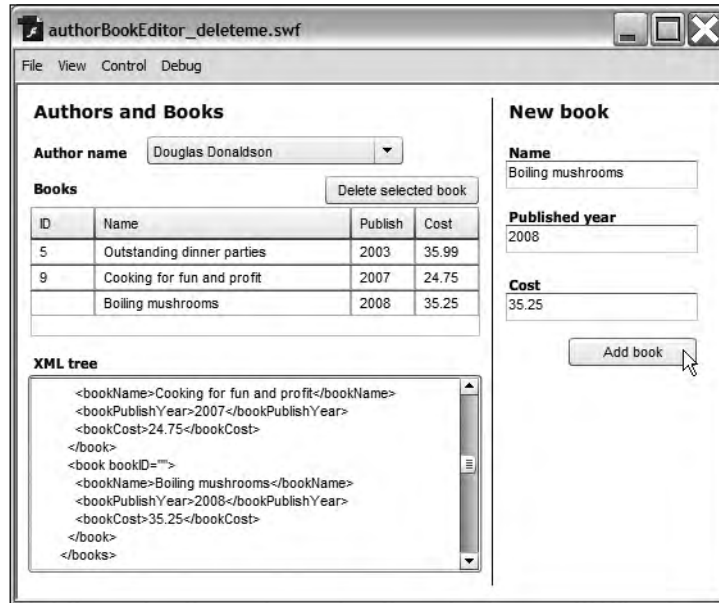 authorBookEditor_deleteme.swf
File View Control Debug
Authors and Books
Author name Douglas Donaldson
Books Delete selected book
ID Name Publish Cost
5 Outstanding dinner parties 2003 35.99
9 Cooking for fun and profit 2007 24.75
Boiling mushrooms 2008 35.25
XML tree
<bookName>Cooking for fun and profit</bookName>
<bookPublishYear>2007</bookPublishYear>
<bookCost>24.75</bookCost>
</book>
<book bookID="">
<bookName>Boiling mushrooms</bookName>
<bookPublishYear>2008</bookPublishYear>
<bookCost>35.25</bookCost>
</book>
</books>
New book
Name
Boiling mushrooms
Published year
2008
Cost
35.25
Add book